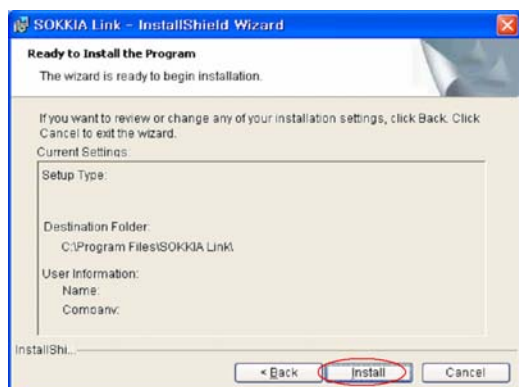 SOKKIA Link - InstallShield Wizard
Ready to Install the Program
The wizard is ready to begin installation.
If you want to review or change any of your installation settings, click Back. Click
Cancel to exit the wizard.
Current Settings:
Setup Type:
Destination Folder:
C:\Program Files\SOKKIA Link\
User Information:
Name:
Company:
InstallShi...
< Back
Install
Cancel